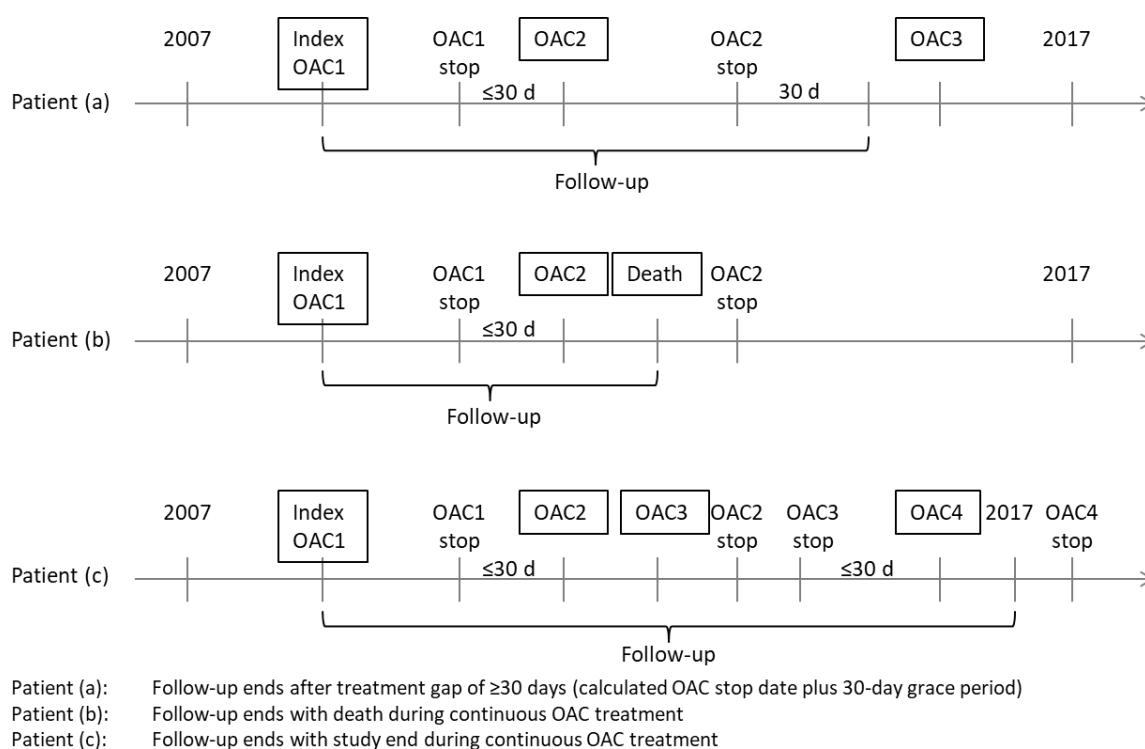 2007 Index OAC1 OAC1 stop OAC2 OAC2 stop OAC3 2017
Patient (a) ≤30 d 30 d
Follow-up
2007 Index OAC1 OAC1 stop OAC2 Death OAC2 stop 2017
Patient (b) ≤30 d
Follow-up
2007 Index OAC1 OAC1 stop OAC2 OAC3 OAC2 stop OAC3 stop OAC4 2017 OAC4 stop
Patient (c) ≤30 d ≤30 d
Follow-up
Patient (a): Follow-up ends after treatment gap of ≥30 days (calculated OAC stop date plus 30-day grace period)
Patient (b): Follow-up ends with death during continuous OAC treatment
Patient (c): Follow-up ends with study end during continuous OAC treatment